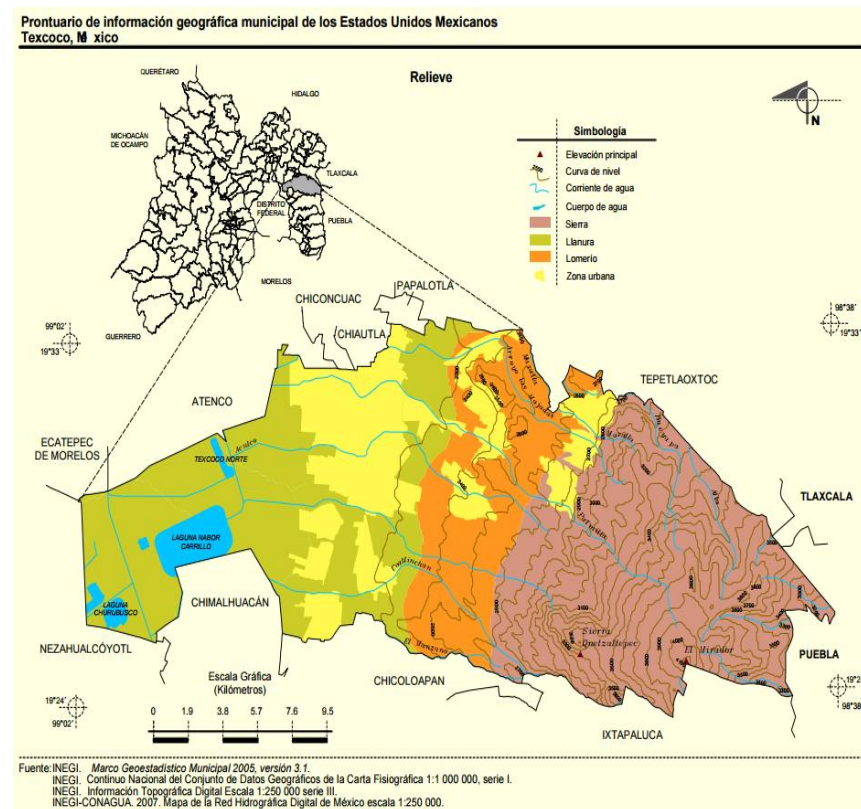 Prontuario de información geográfica municipal de los Estados Unidos Mexicanos
Texcoco, México
Relieve
QUERÉTARO
HIDALGO
MICHOACÁN
DE OCAMPO
TLAXCALA
DISTRITO
FEDERAL
PUEBLA
MORELOS
GUERRERO
N
Simbología
Elevación principal
Curva de nivel
Corriente de agua
Cuerpo de agua
Sierra
Llanura
Lomerío
Zona urbana
PAPALOTLA
CHICONCUAC
CHIAUTLA
99°02'
19°33'
98°38'
19°33'
TEPETLAOXTOC
ATENCO
ECATEPEC
DE MORELOS
TEXCOCO NORTE
TLAXCALA
LAGUNA NABOR
CARRILLO
LAGUNA
CHURUBUSCO
CHIMALHUACÁN
Coatlinchan
El Manzano
Sierra
Quetzaltepec
El Mirador
NEZAHUALCÓYOTL
PUEBLA
CHICOLOAPAN
IXTAPALUCA
Escala Gráfica
(Kilómetros)
0 1.9 3.8 5.7 7.6 9.5
19°24'
99°02'
98°38'
Fuente:INEGI. Marco Geoestadístico Municipal 2005, versión 3.1.
INEGI. Continuo Nacional del Conjunto de Datos Geográficos de la Carta Fisiográfica 1:1 000 000, serie I.
INEGI. Información Topográfica Digital Escala 1:250 000 serie III.
INEGI-CONAGUA. 2007. Mapa de la Red Hidrográfica Digital de México escala 1:250 000.